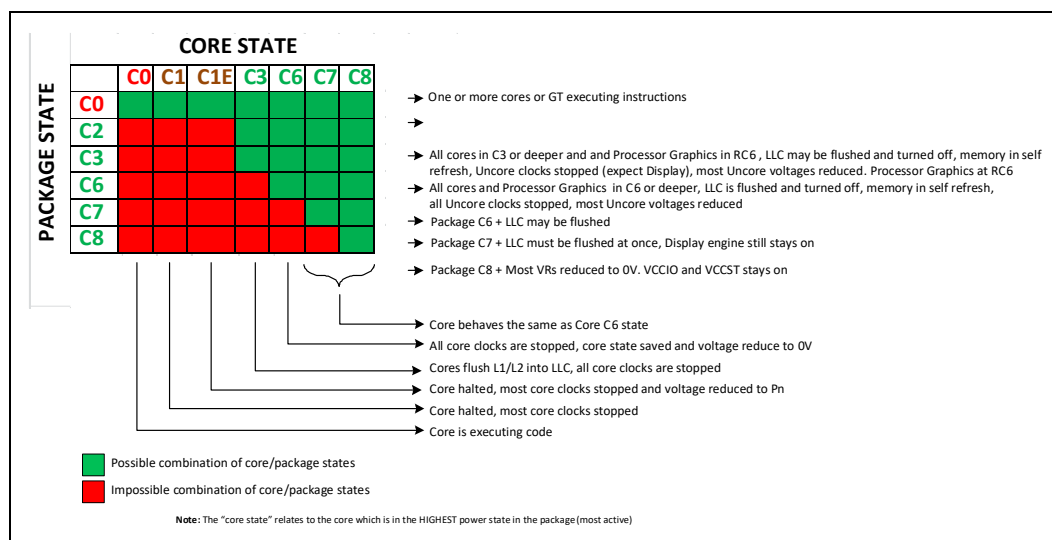 CORE STATE
PACKAGE STATE
C0 C1 C1E C3 C6 C7 C8
C0
C2
C3
C6
C7
C8
One or more cores or GT executing instructions
All cores in C3 or deeper and and Processor Graphics in RC6 , LLC may be flushed and turned off, memory in self
refresh, Uncore clocks stopped (expect Display), most Uncore voltages reduced. Processor Graphics at RC6
All cores and Processor Graphics in C6 or deeper, LLC is flushed and turned off, memory in self refresh,
all Uncore clocks stopped, most Uncore voltages reduced
Package C6 + LLC may be flushed
Package C7 + LLC must be flushed at once, Display engine still stays on
Package C8 + Most VRs reduced to 0V. VCCIO and VCCST stays on
Core behaves the same as Core C6 state
All core clocks are stopped, core state saved and voltage reduce to 0V
Cores flush L1/L2 into LLC, all core clocks are stopped
Core halted, most core clocks stopped and voltage reduced to Pn
Core halted, most core clocks stopped
Core is executing code
Possible combination of core/package states
Impossible combination of core/package states
Note: The “core state” relates to the core which is in the HIGHEST power state in the package (most active)